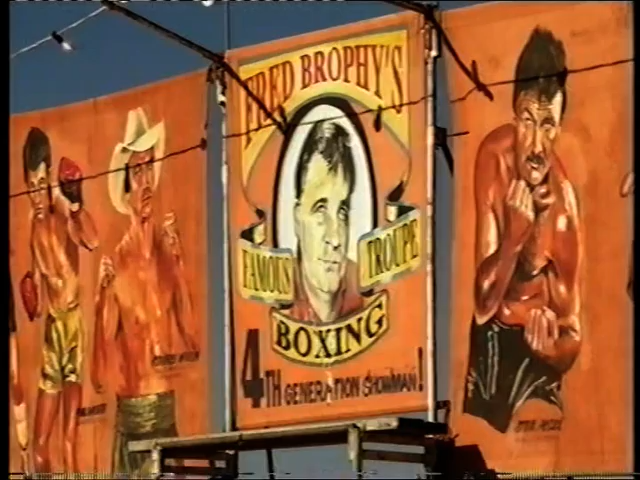 FRED BROPHY'S
FAMOUS
TROUPE
BOXING
4TH GENERATION SHOWMAN!